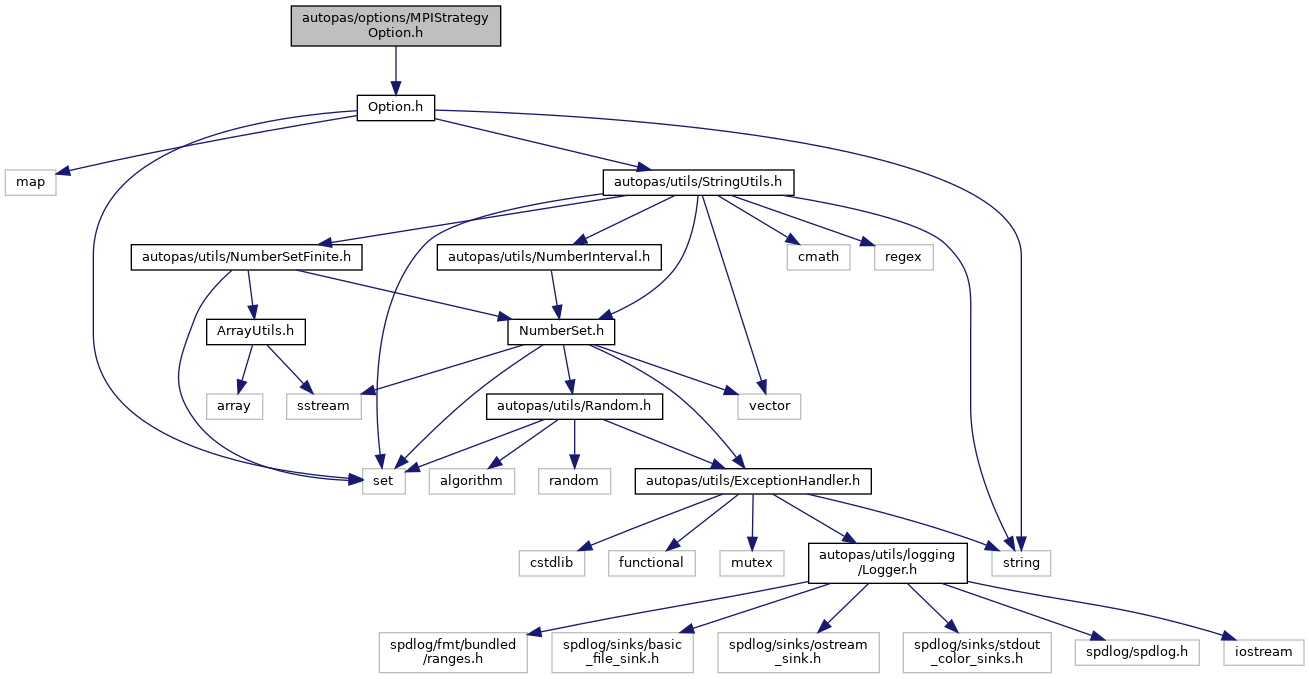 autopas/options/MPIStrategy
Option.h
Option.h
map
autopas/utils/StringUtils.h
autopas/utils/NumberSetFinite.h
autopas/utils/NumberInterval.h
cmath
regex
ArrayUtils.h
NumberSet.h
array
sstream
autopas/utils/Random.h
vector
set
algorithm
random
autopas/utils/ExceptionHandler.h
cstdlib
functional
mutex
autopas/utils/logging
/Logger.h
string
spdlog/fmt/bundled
/ranges.h
spdlog/sinks/basic
_file_sink.h
spdlog/sinks/ostream
_sink.h
spdlog/sinks/stdout
_color_sinks.h
spdlog/spdlog.h
iostream